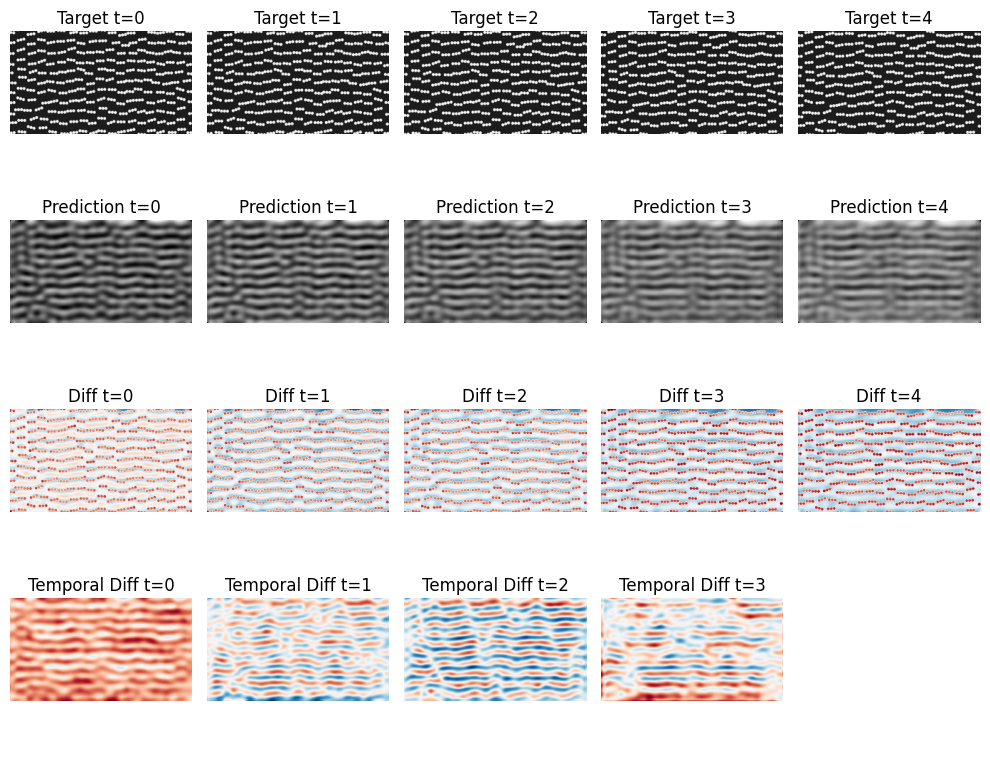 Target t=0 Target t=1 Target t=2 Target t=3 Target t=4
Prediction t=0 Prediction t=1 Prediction t=2 Prediction t=3 Prediction t=4
Diff t=0 Diff t=1 Diff t=2 Diff t=3 Diff t=4
Temporal Diff t=0 Temporal Diff t=1 Temporal Diff t=2 Temporal Diff t=3